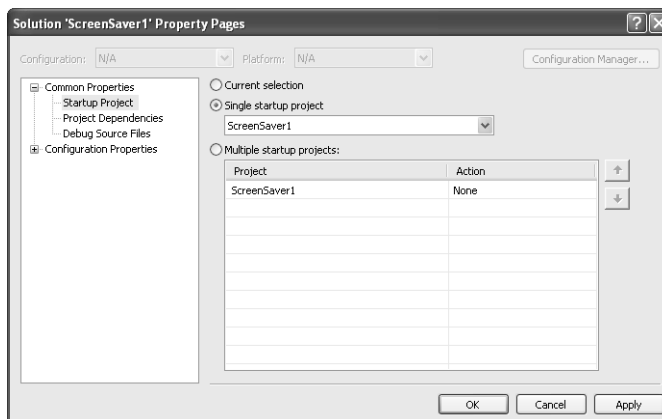 Solution 'ScreenSaver1' Property Pages
Configuration: N/A Platform: N/A Configuration Manager...
Common Properties
Startup Project
Project Dependencies
Debug Source Files
Configuration Properties
Current selection
Single startup project
ScreenSaver1
Multiple startup projects:
Project Action
ScreenSaver1 None
OK Cancel Apply